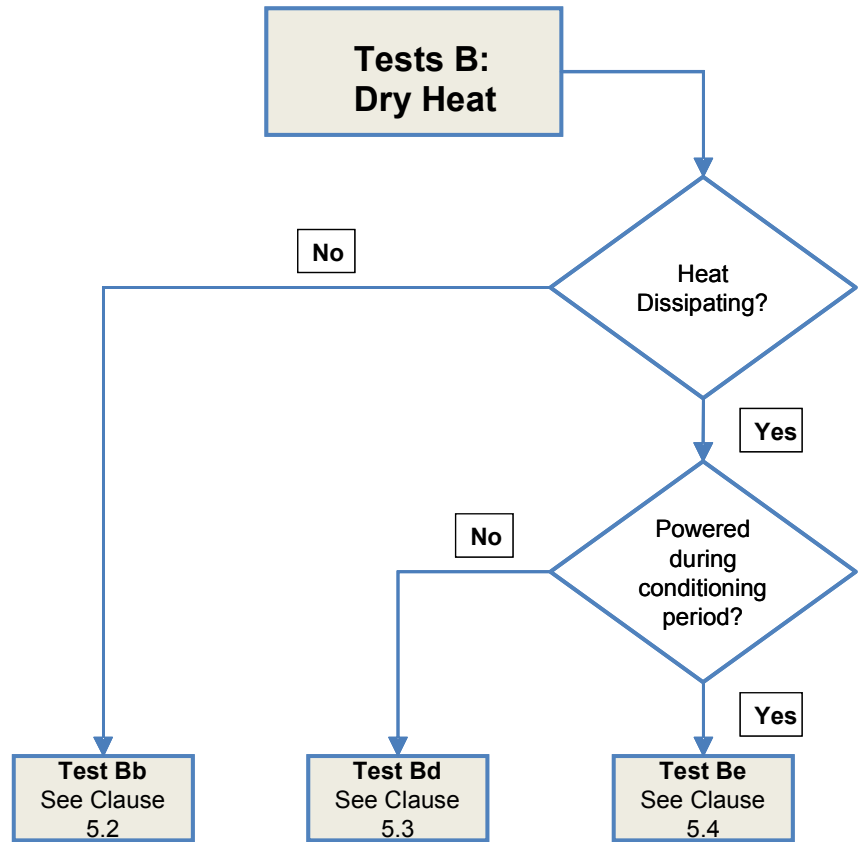 Tests B:
Dry Heat
No
Heat
Dissipating?
Yes
No
Powered
during
conditioning
period?
Yes
Test Bb
See Clause
5.2
Test Bd
See Clause
5.3
Test Be
See Clause
5.4